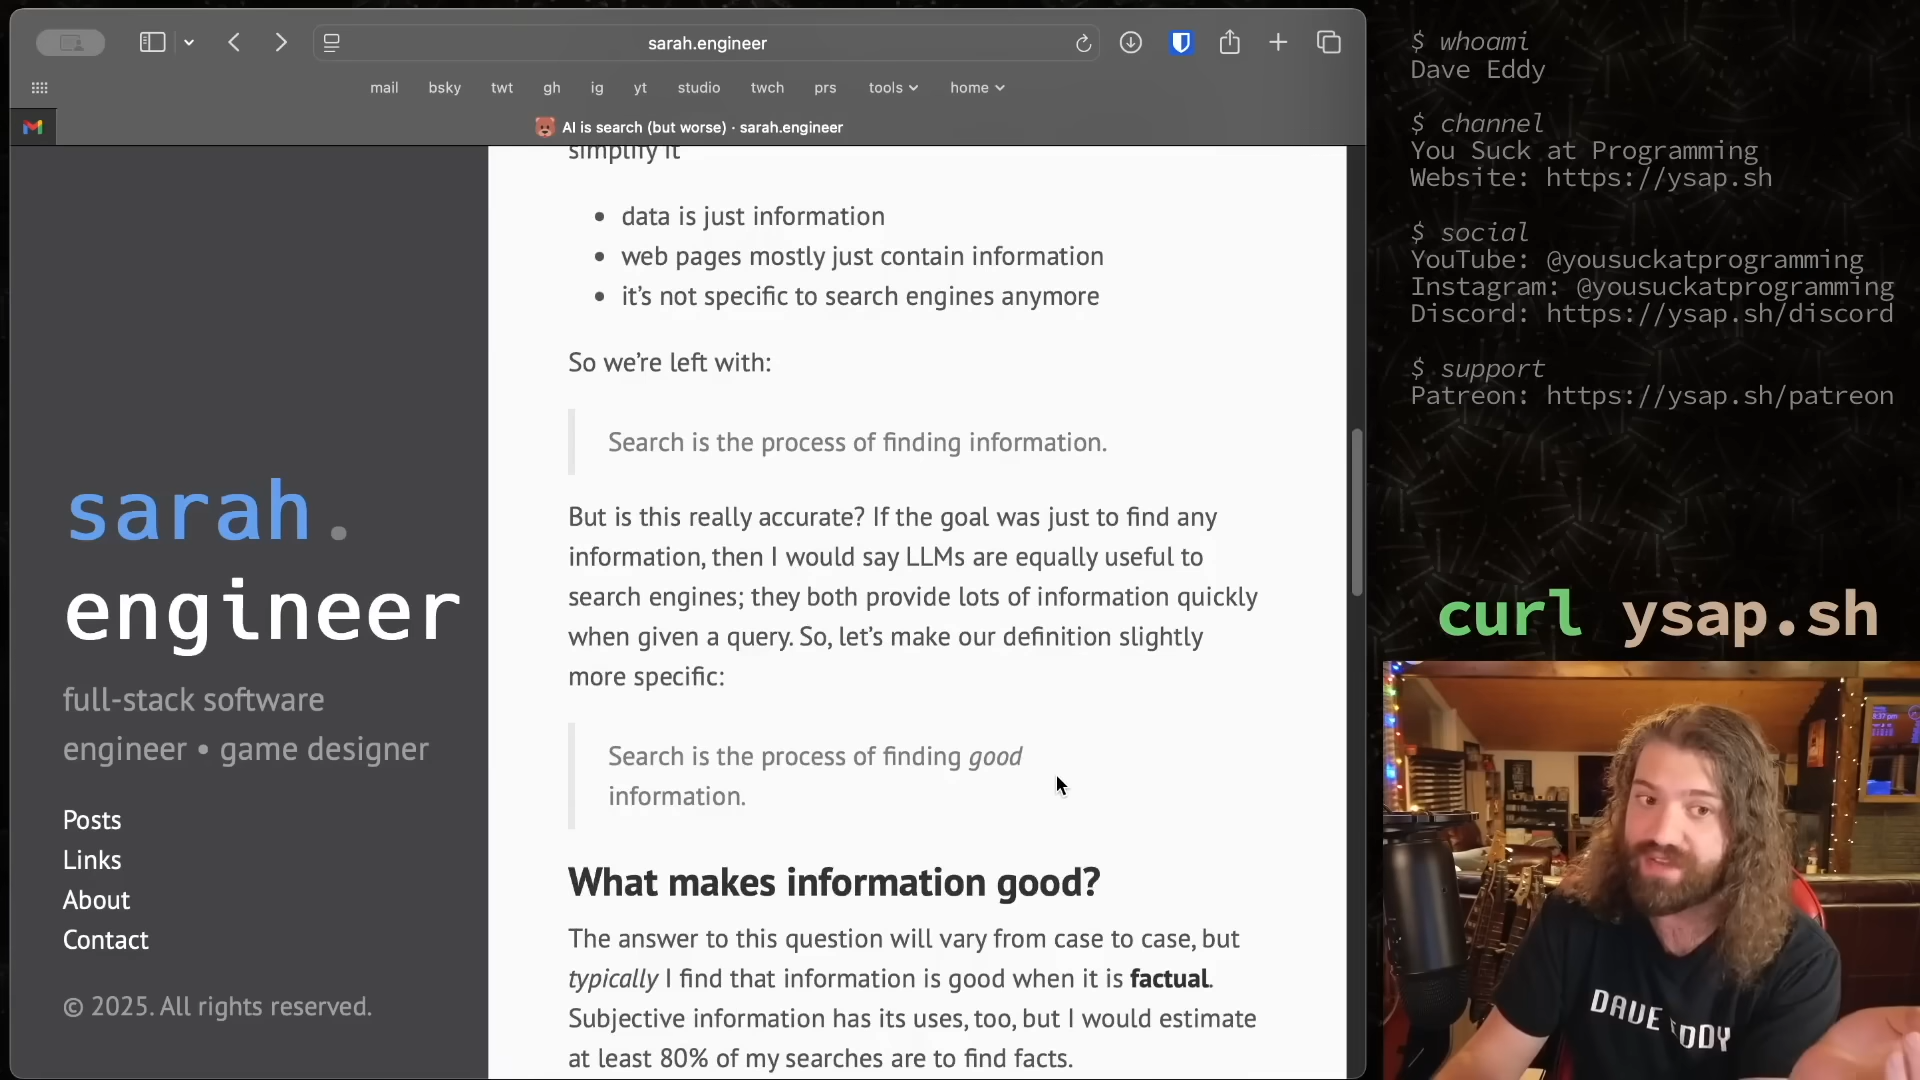 sarah.engineer
mail bsky twt gh ig yt studio twch prs tools home
AI is search (but worse) · sarah.engineer
simplify it
• data is just information
• web pages mostly just contain information
• it’s not specific to search engines anymore
So we’re left with:
Search is the process of finding information.
But is this really accurate? If the goal was just to find any
information, then I would say LLMs are equally useful to
search engines; they both provide lots of information quickly
when given a query. So, let’s make our definition slightly
more specific:
Search is the process of finding good
information.
What makes information good?
The answer to this question will vary from case to case, but
typically I find that information is good when it is factual.
Subjective information has its uses, too, but I would estimate
at least 80% of my searches are to find facts.
sarah.
engineer
full-stack software
engineer • game designer
Posts
Links
About
Contact
© 2025. All rights reserved.
$ whoami
Dave Eddy
$ channel
You Suck at Programming
Website: https://ysap.sh
$ social
YouTube: @yousuckatprogramming
Instagram: @yousuckatprogramming
Discord: https://ysap.sh/discord
$ support
Patreon: https://ysap.sh/patreon
curl ysap.sh
DAVE EDDY